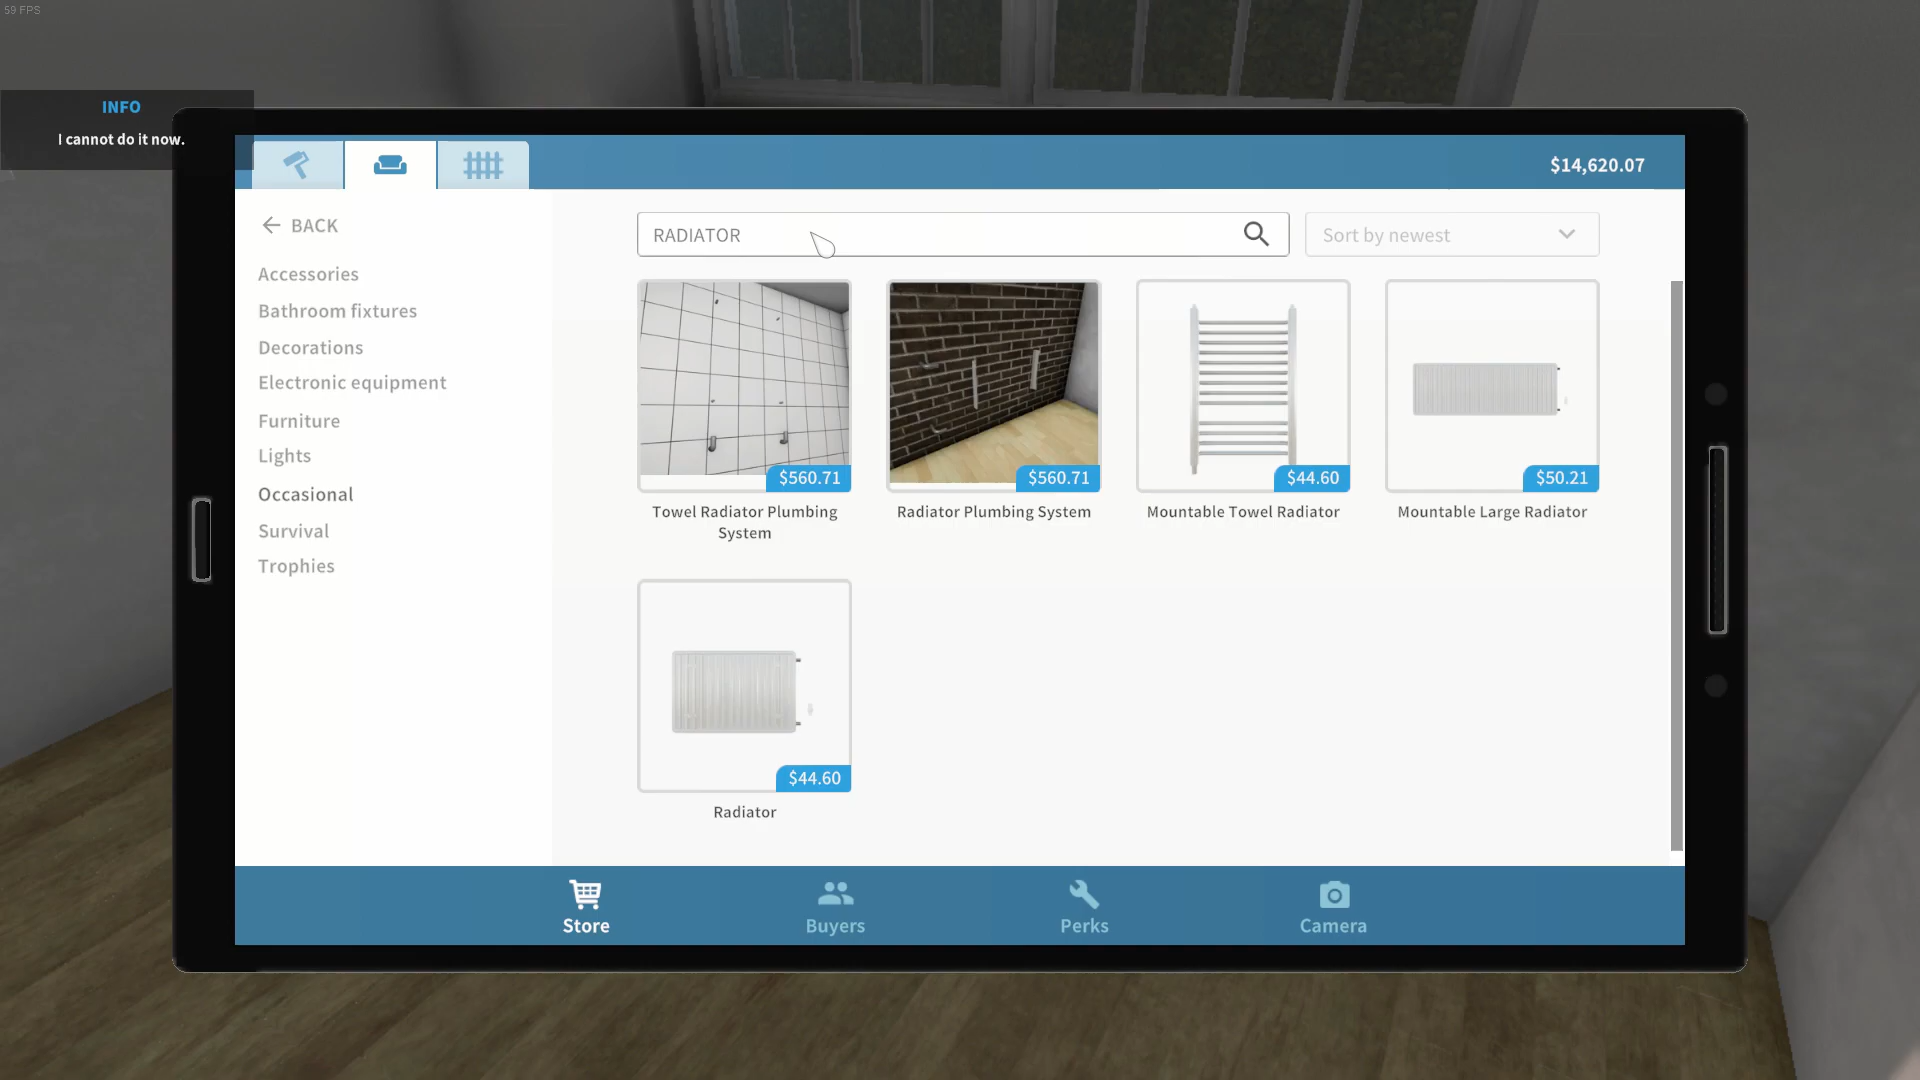 59 FPS
INFO
I cannot do it now.
$14,620.07
BACK
RADIATOR
Sort by newest
Accessories
Bathroom fixtures
Decorations
Electronic equipment
Furniture
Lights
Occasional
Survival
Trophies
$560.71
$560.71
$44.60
$50.21
Towel Radiator Plumbing
System
Radiator Plumbing System
Mountable Towel Radiator
Mountable Large Radiator
$44.60
Radiator
Store
Buyers
Perks
Camera